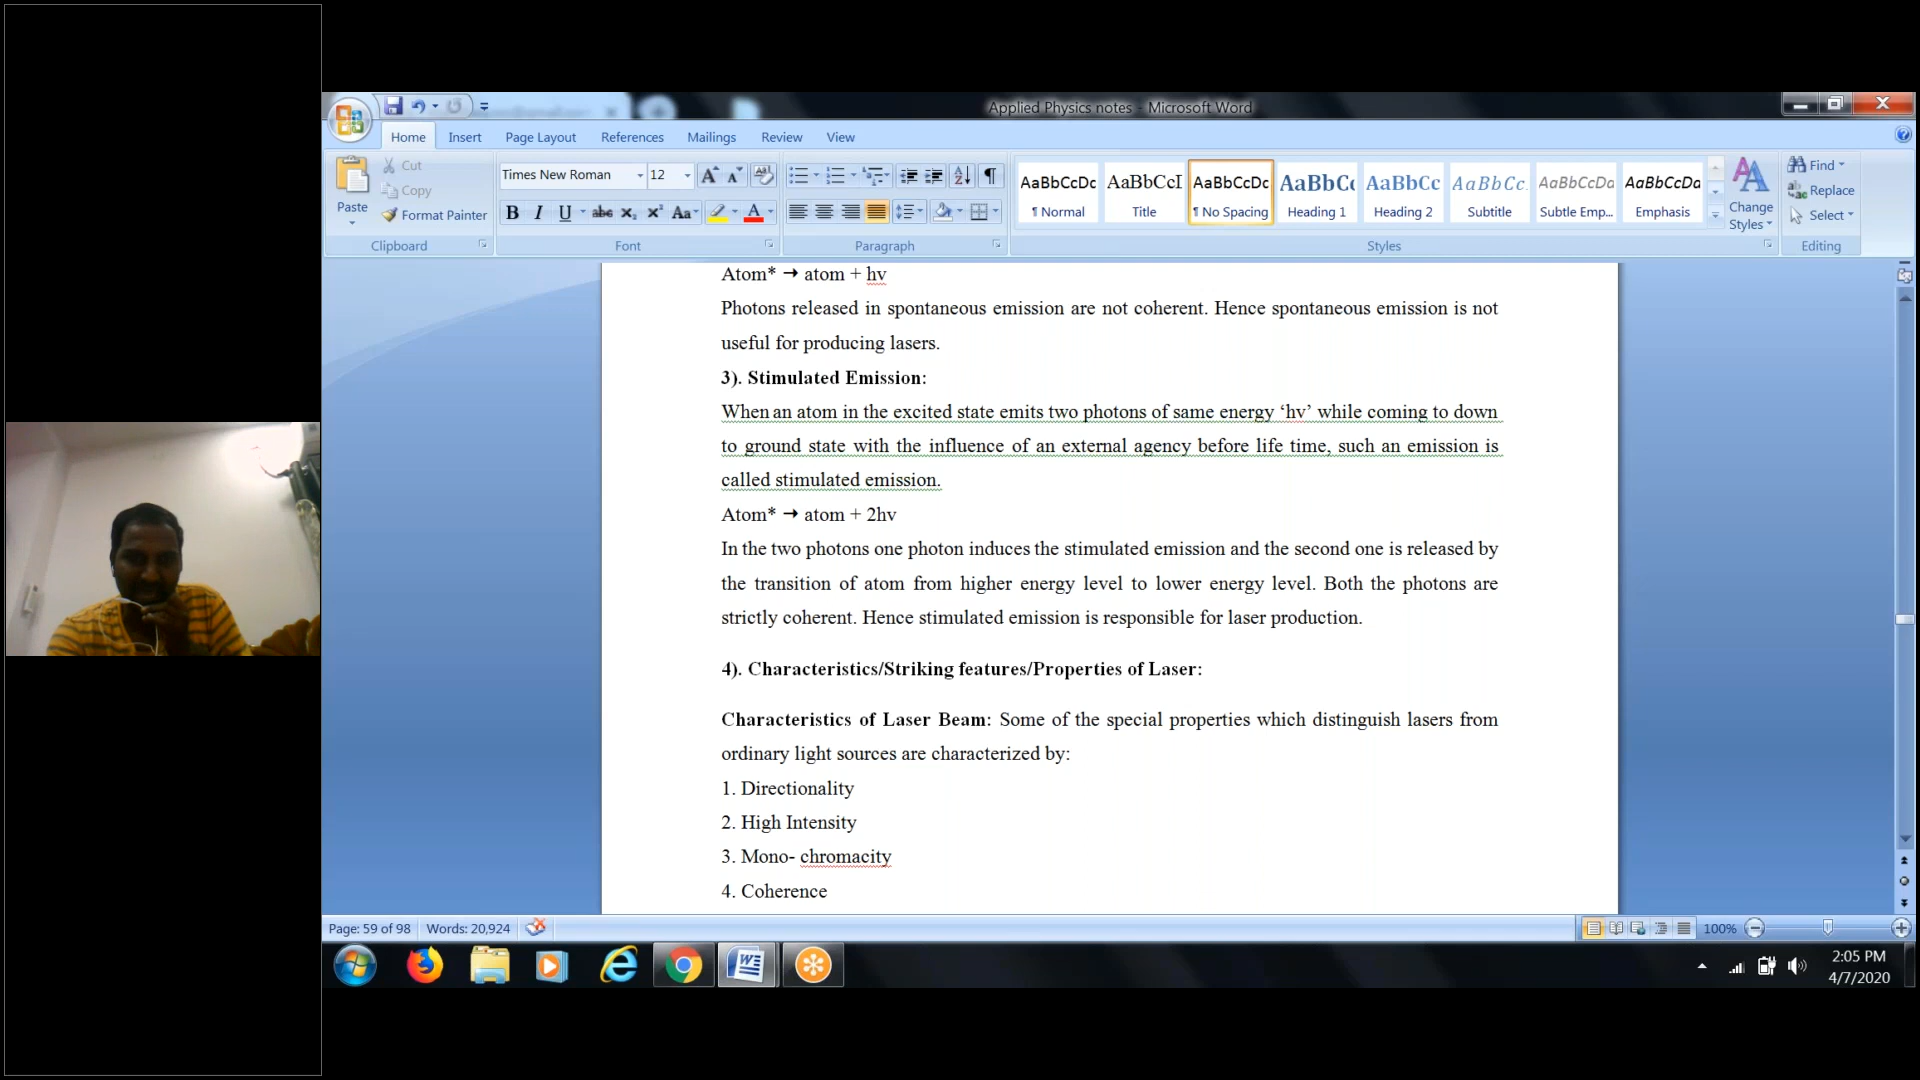 Applied Physics notes - Microsoft Word
Home Insert Page Layout References Mailings Review View
Paste
Cut
Copy
Format Painter
Clipboard
Times New Roman 12
Font
Paragraph
AaBbCcDc AaBbCcI AaBbCcDc AaBbC AaBbCc AaBbCc. AaBbCcDa AaBbCcDa
¶ Normal Title ¶ No Spacing Heading 1 Heading 2 Subtitle Subtle Emp... Emphasis
Styles
Change Styles
Find
Replace
Select
Editing
Atom* → atom + hv
Photons released in spontaneous emission are not coherent. Hence spontaneous emission is not
useful for producing lasers.
3). Stimulated Emission:
When an atom in the excited state emits two photons of same energy ‘hv’ while coming to down
to ground state with the influence of an external agency before life time, such an emission is
called stimulated emission.
Atom* → atom + 2hv
In the two photons one photon induces the stimulated emission and the second one is released by
the transition of atom from higher energy level to lower energy level. Both the photons are
strictly coherent. Hence stimulated emission is responsible for laser production.
4). Characteristics/Striking features/Properties of Laser:
Characteristics of Laser Beam: Some of the special properties which distinguish lasers from
ordinary light sources are characterized by:
1. Directionality
2. High Intensity
3. Mono- chromacity
4. Coherence
Page: 59 of 98 Words: 20,924 100%
2:05 PM
4/7/2020